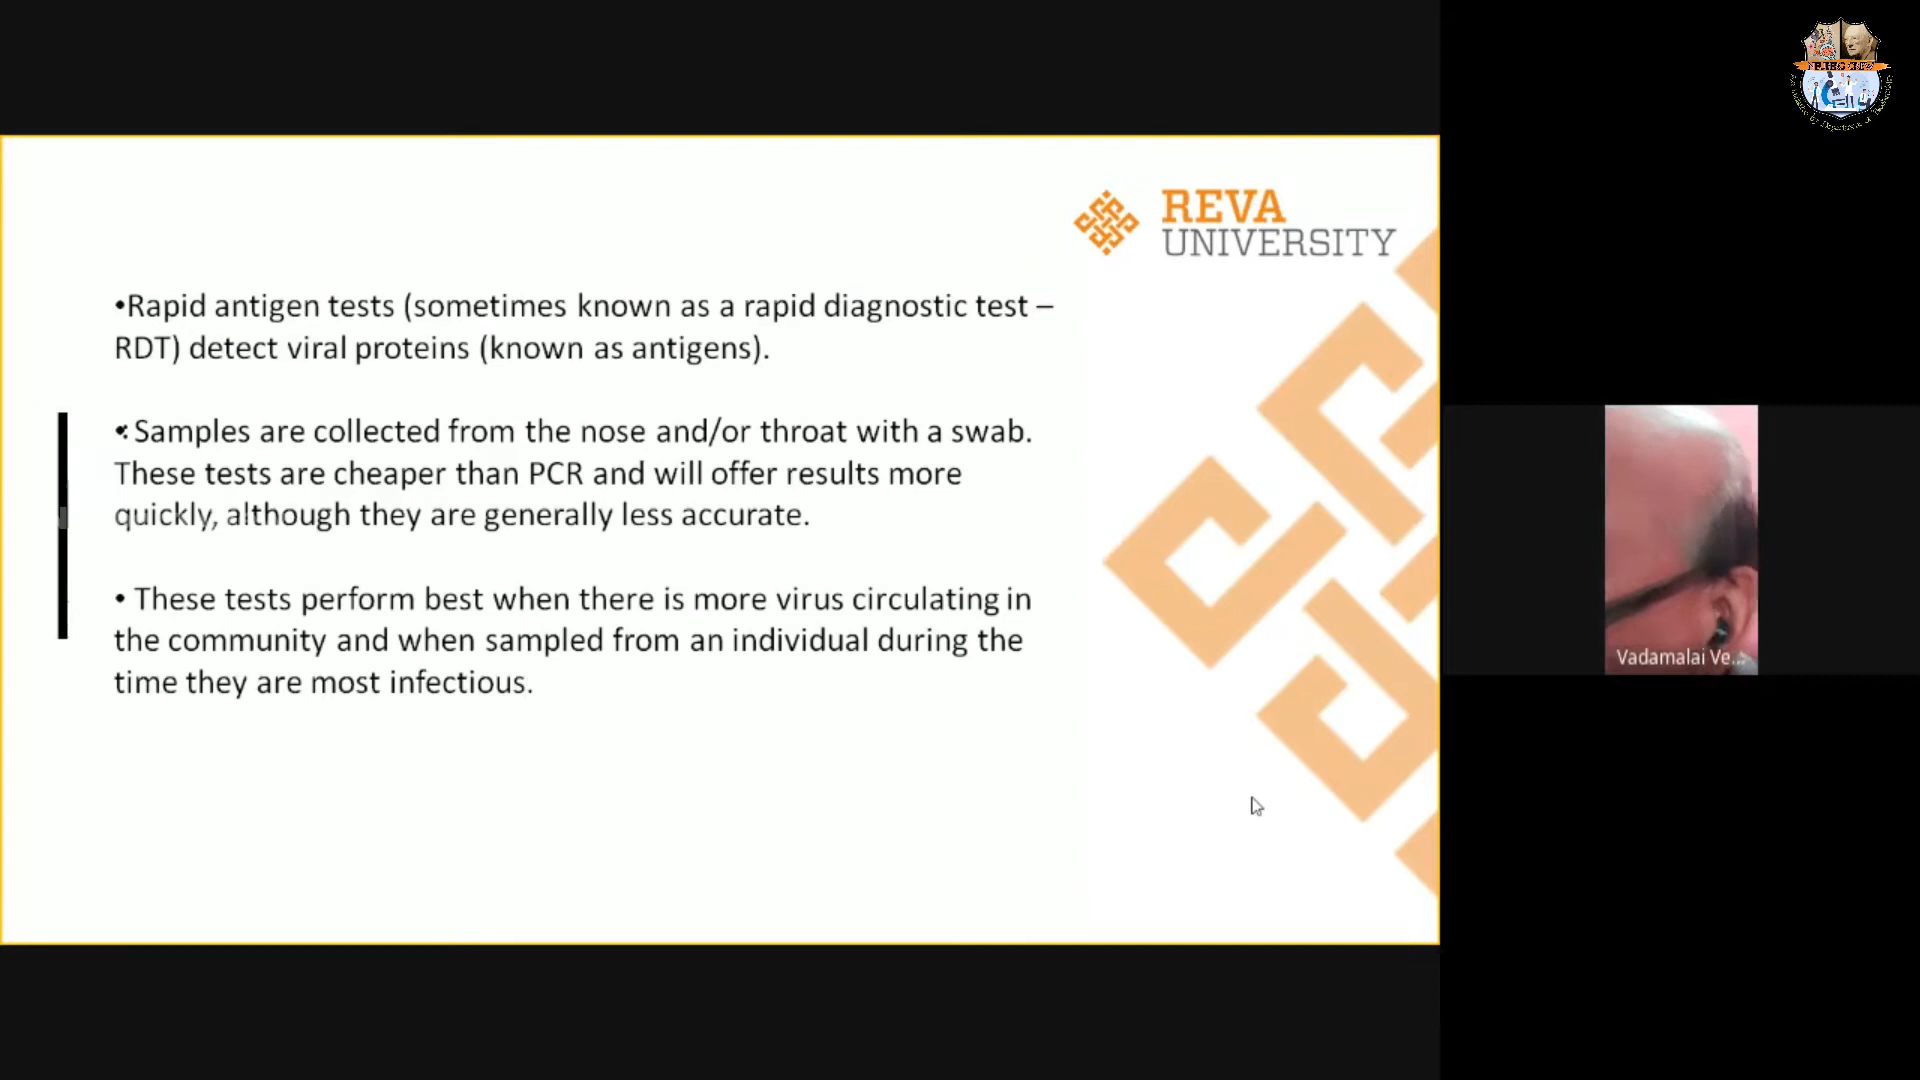 REVA
UNIVERSITY
•Rapid antigen tests (sometimes known as a rapid diagnostic test –
RDT) detect viral proteins (known as antigens).
• Samples are collected from the nose and/or throat with a swab.
These tests are cheaper than PCR and will offer results more
quickly, although they are generally less accurate.
• These tests perform best when there is more virus circulating in
the community and when sampled from an individual during the
time they are most infectious.
Vadamalai Ve...